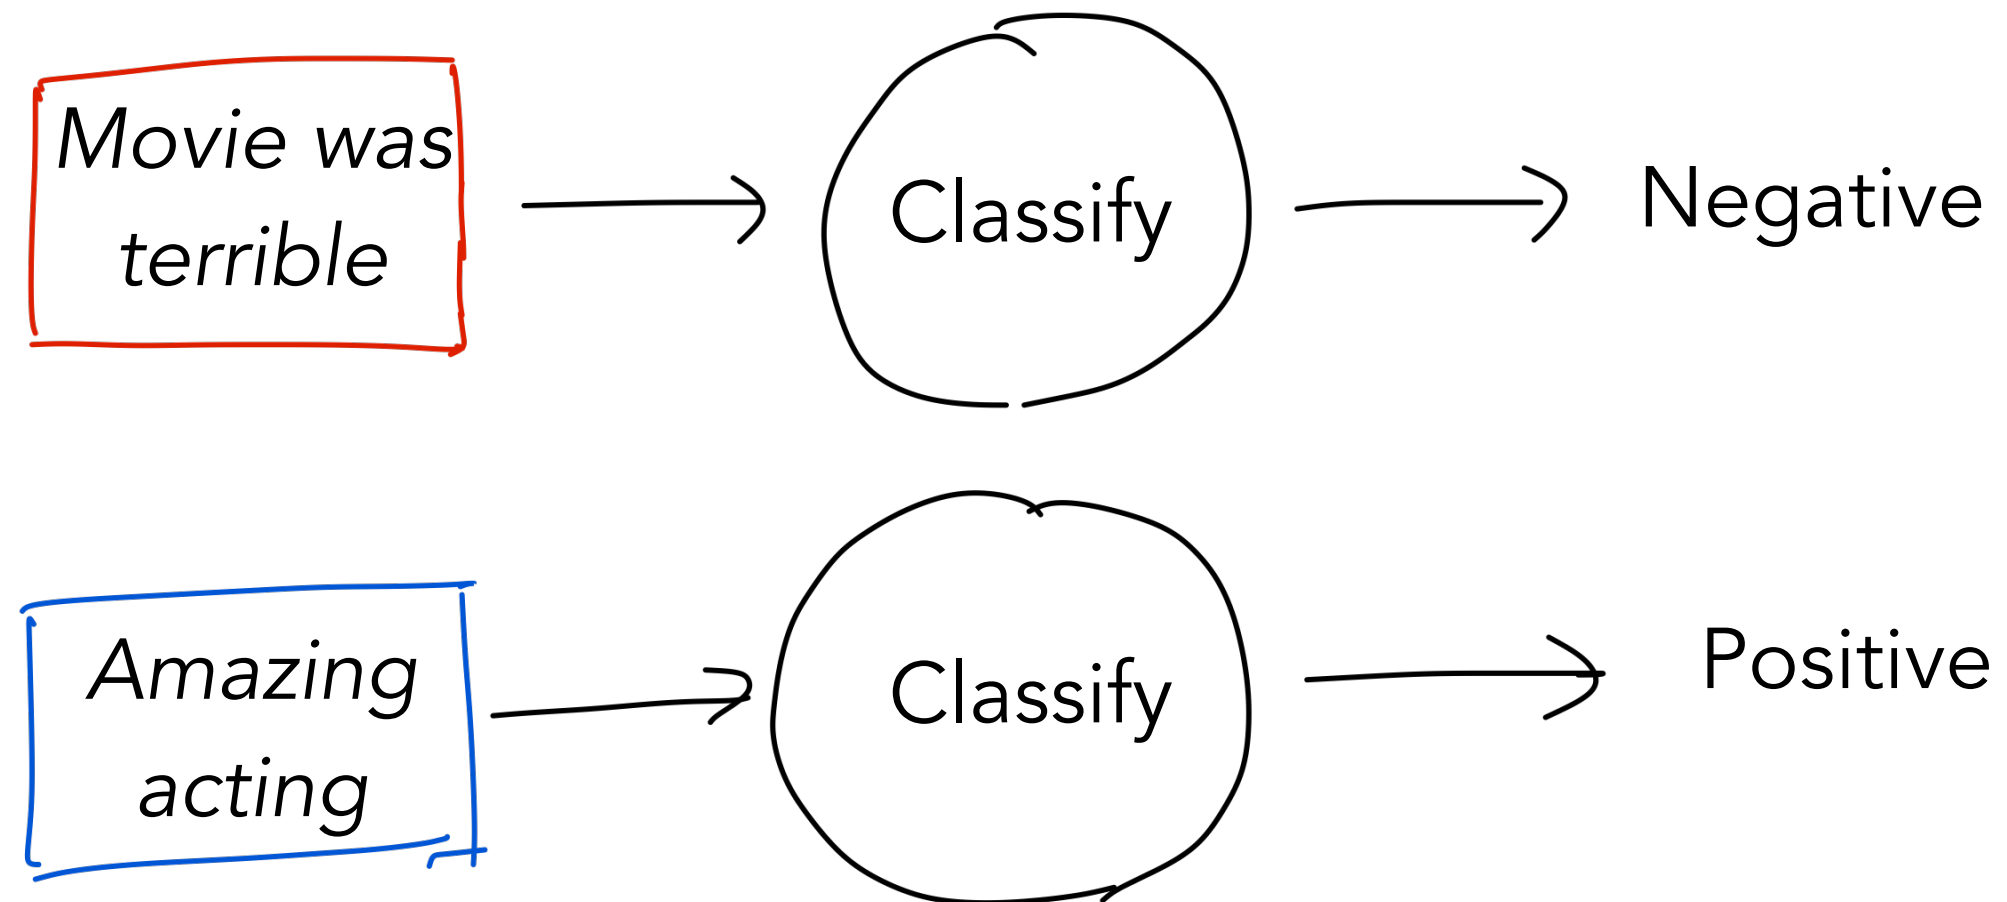 Movie was
terrible
Classify
Negative
Amazing
acting
Classify
Positive